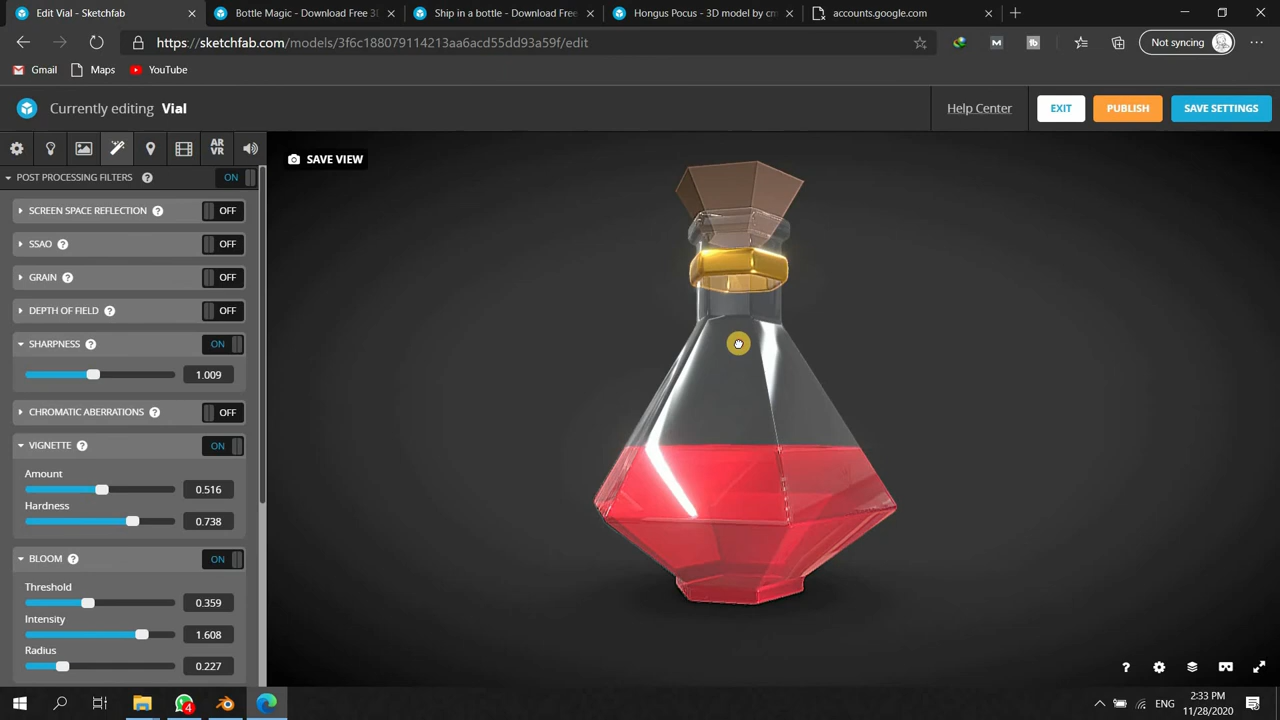 Edit Vial - Sketchfab
Bottle Magic - Download Free 3D
Ship in a bottle - Download Free
Hongus Pocus - 3D model by cm
accounts.google.com
https://sketchfab.com/models/3f6c188079114213aa6acd55dd93a59f/edit
Not syncing
Gmail
Maps
YouTube
Currently editing Vial
Help Center
EXIT
PUBLISH
SAVE SETTINGS
AR
VR
SAVE VIEW
POST PROCESSING FILTERS ? ON
SCREEN SPACE REFLECTION ? OFF
SSAO ? OFF
GRAIN ? OFF
DEPTH OF FIELD ? OFF
SHARPNESS ? ON
1.009
CHROMATIC ABERRATIONS ? OFF
VIGNETTE ? ON
Amount
0.516
Hardness
0.738
BLOOM ? ON
Threshold
0.359
Intensity
1.608
Radius
0.227
?
4
ENG
2:33 PM
11/28/2020